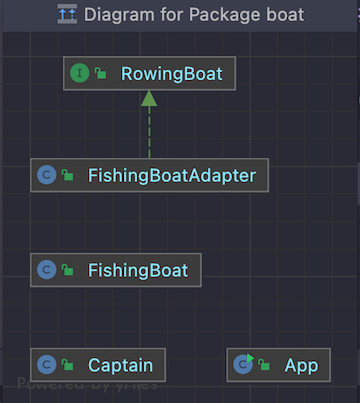 Diagram for Package boat
I RowingBoat
C FishingBoatAdapter
C FishingBoat
C Captain
C App
Powered by yFiles